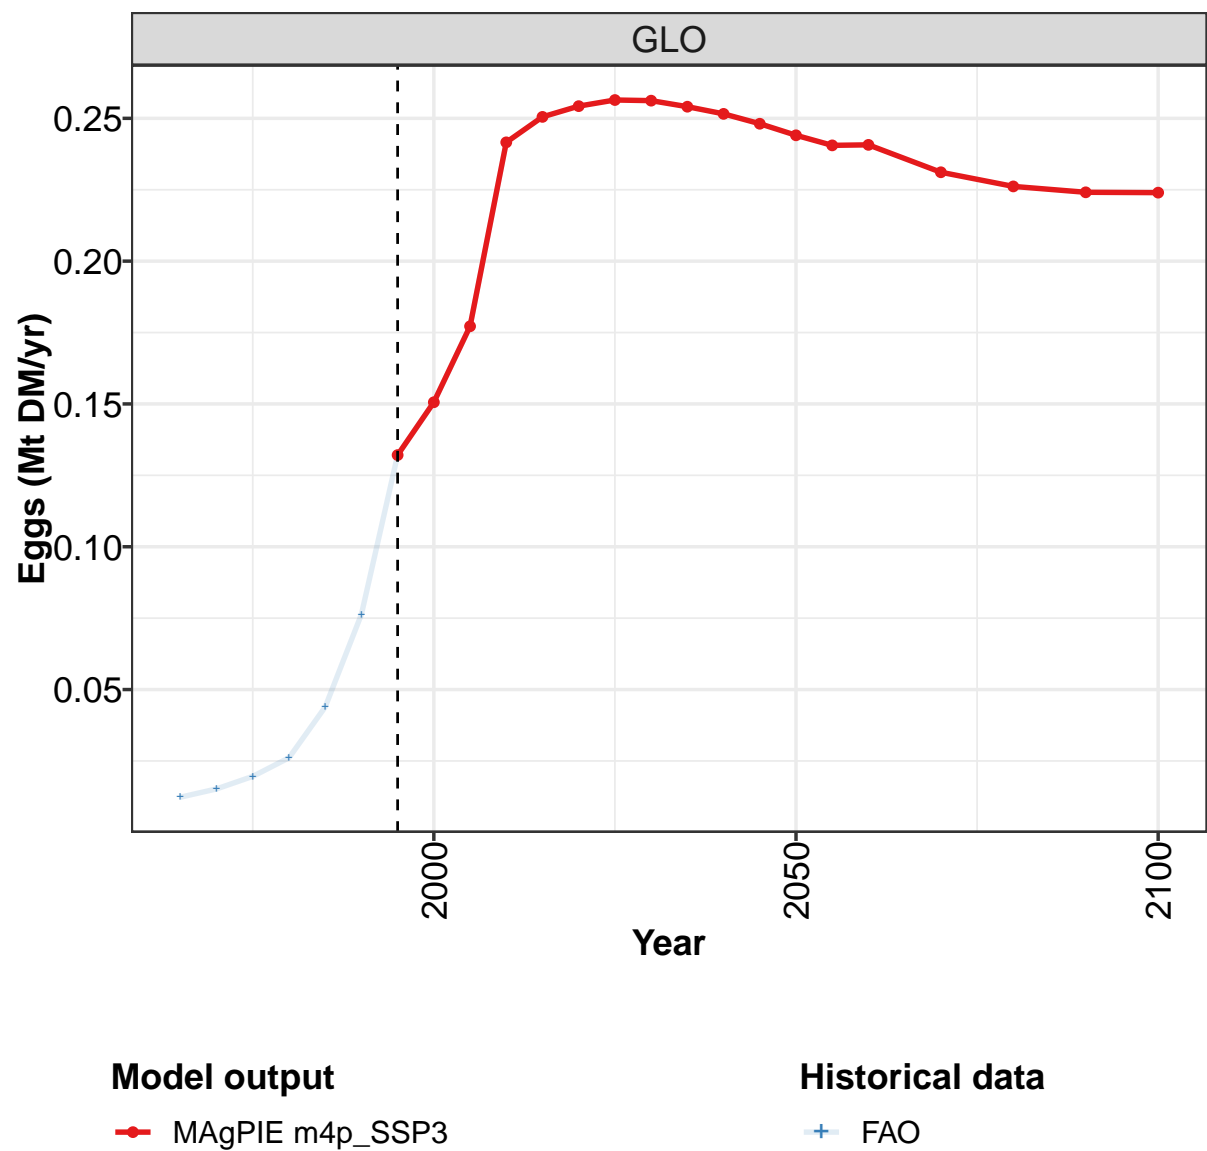 GLO
0.25
0.20
0.15
0.10
0.05
Eggs (Mt DM/yr)
2000
2050
2100
Year
Model output
MAgPIE m4p_SSP3
Historical data
FAO